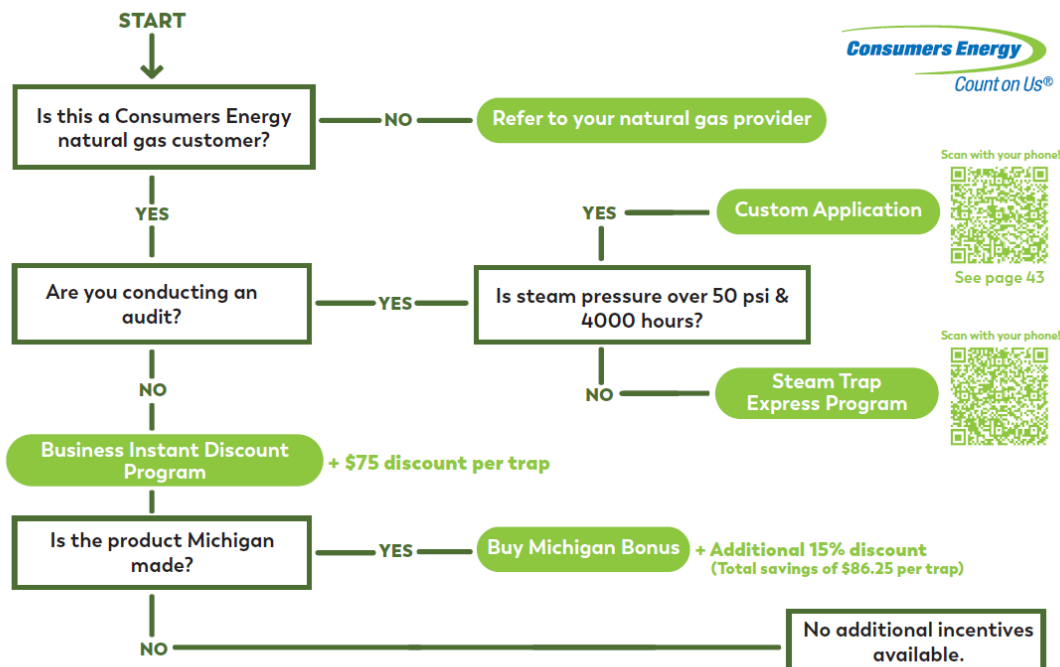 START
Consumers Energy
Count on Us®
Is this a Consumers Energy
natural gas customer?
NO
Refer to your natural gas provider
Scan with your phone!
YES
YES
Custom Application
See page 43
Are you conducting an
audit?
YES
Is steam pressure over 50 psi &
4000 hours?
Scan with your phone!
NO
NO
Steam Trap
Express Program
Business Instant Discount
Program
+ $75 discount per trap
Is the product Michigan
made?
YES
Buy Michigan Bonus
+ Additional 15% discount
(Total savings of $86.25 per trap)
NO
No additional incentives
available.